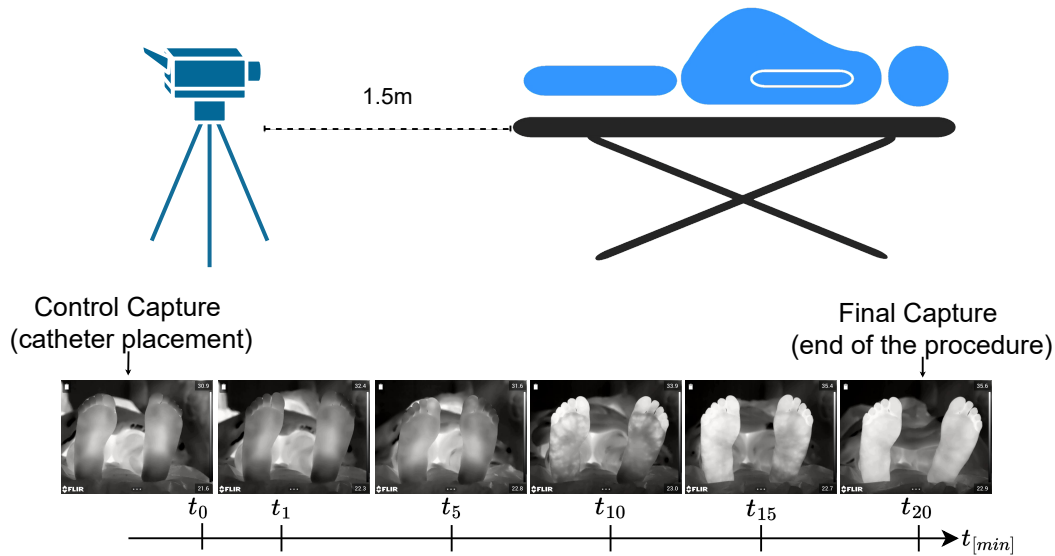 1.5m
Control Capture
(catheter placement)
Final Capture
(end of the procedure)
30.9
32.4
31.6
33.9
35.4
35.6
FLIR 21.6
FLIR 22.3
FLIR 22.8
FLIR 23.0
FLIR 22.7
FLIR 22.9
t₀ t₁ t₅ t₁₀ t₁₅ t₂₀ t[min]